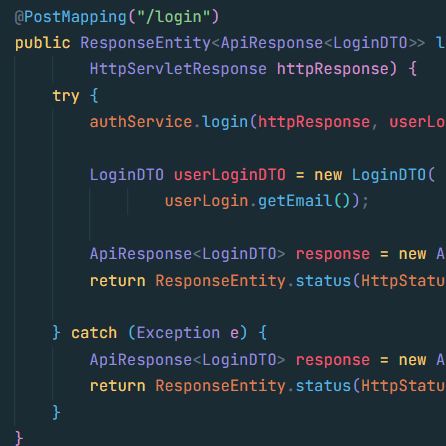 @PostMapping("/login")
public ResponseEntity<ApiResponse<LoginDTO>> l
HttpServletResponse httpResponse) {
try {
authService.login(httpResponse, userLo
LoginDTO userLoginDTO = new LoginDTO(
userLogin.getEmail());
ApiResponse<LoginDTO> response = new A
return ResponseEntity.status(HttpStatu
} catch (Exception e) {
ApiResponse<LoginDTO> response = new A
return ResponseEntity.status(HttpStatu
}
}